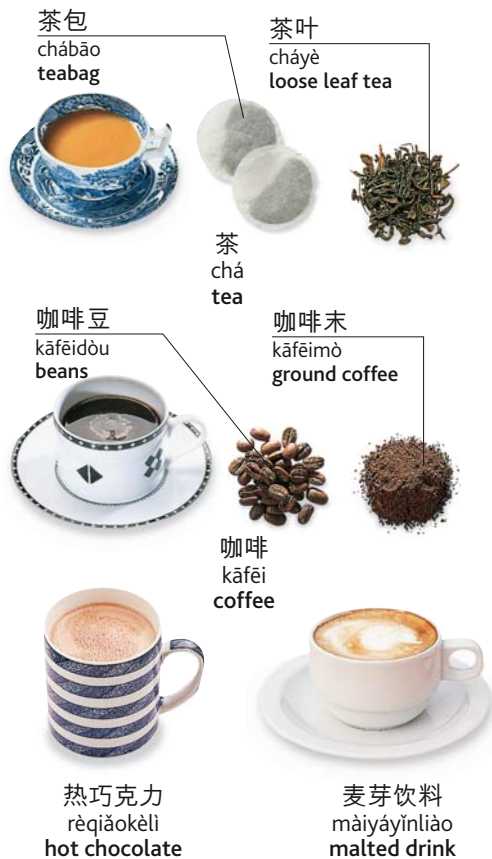 茶包
chábāo
teabag
茶叶
cháyè
loose leaf tea
茶
chá
tea
咖啡豆
kāfēidòu
beans
咖啡末
kāfēimò
ground coffee
咖啡
kāfēi
coffee
热巧克力
rèqiǎokèlì
hot chocolate
麦芽饮料
màiyáyǐnliào
malted drink